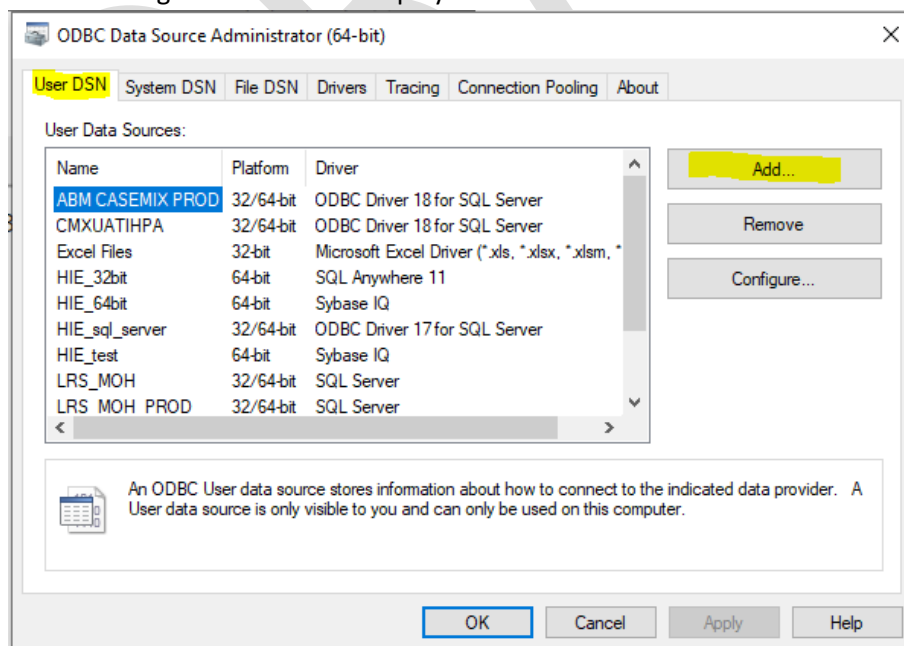 ODBC Data Source Administrator (64-bit)
User DSN System DSN File DSN Drivers Tracing Connection Pooling About
User Data Sources:
Name Platform Driver
ABM CASEMIX PROD 32/64-bit ODBC Driver 18 for SQL Server
CMXUATIHPA 32/64-bit ODBC Driver 18 for SQL Server
Excel Files 32-bit Microsoft Excel Driver (*.xls, *.xlsx, *.xlsm, *
HIE_32bit 64-bit SQL Anywhere 11
HIE_64bit 64-bit Sybase IQ
HIE_sql_server 32/64-bit ODBC Driver 17 for SQL Server
HIE_test 64-bit Sybase IQ
LRS_MOH 32/64-bit SQL Server
LRS_MOH_PROD 32/64-bit SQL Server
Add...
Remove
Configure...
An ODBC User data source stores information about how to connect to the indicated data provider. A
User data source is only visible to you and can only be used on this computer.
OK Cancel Apply Help